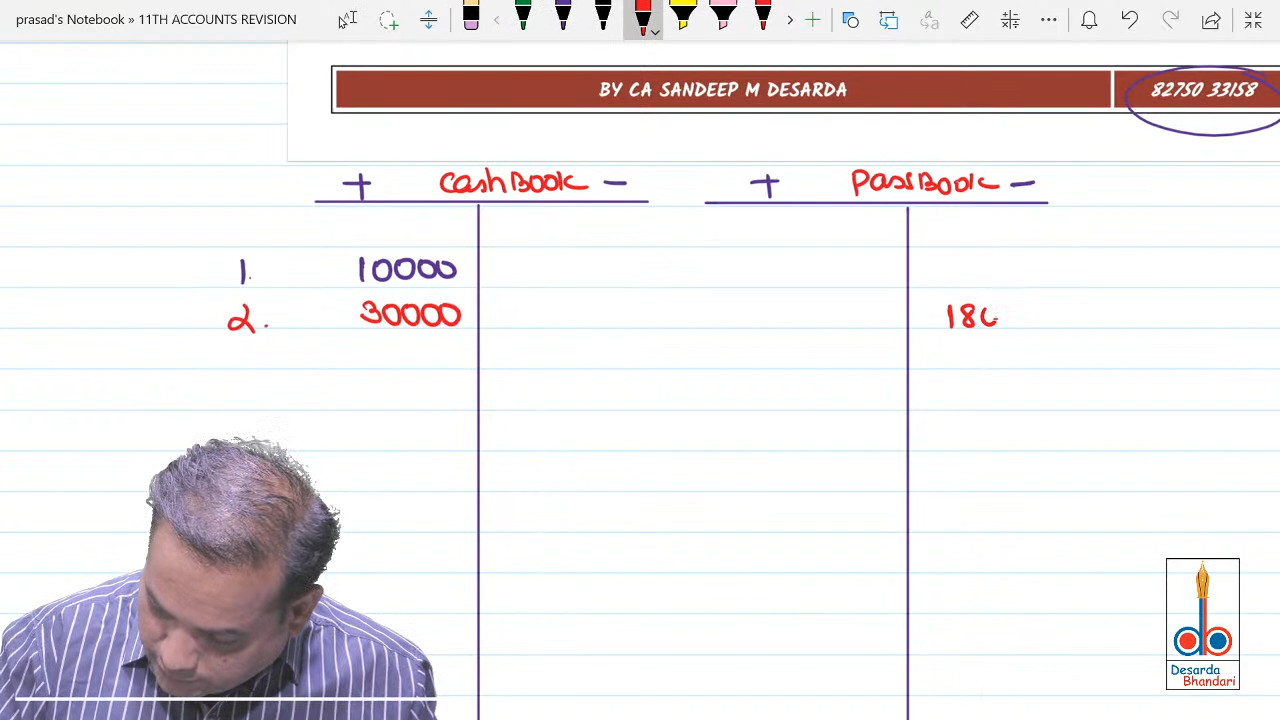 prasad's Notebook » 11TH ACCOUNTS REVISION
BY CA SANDEEP M DESARDA 82750 33158
+ CashBook - + PassBook -
1. 10000
2. 30000 180
Desarda
Bhandari